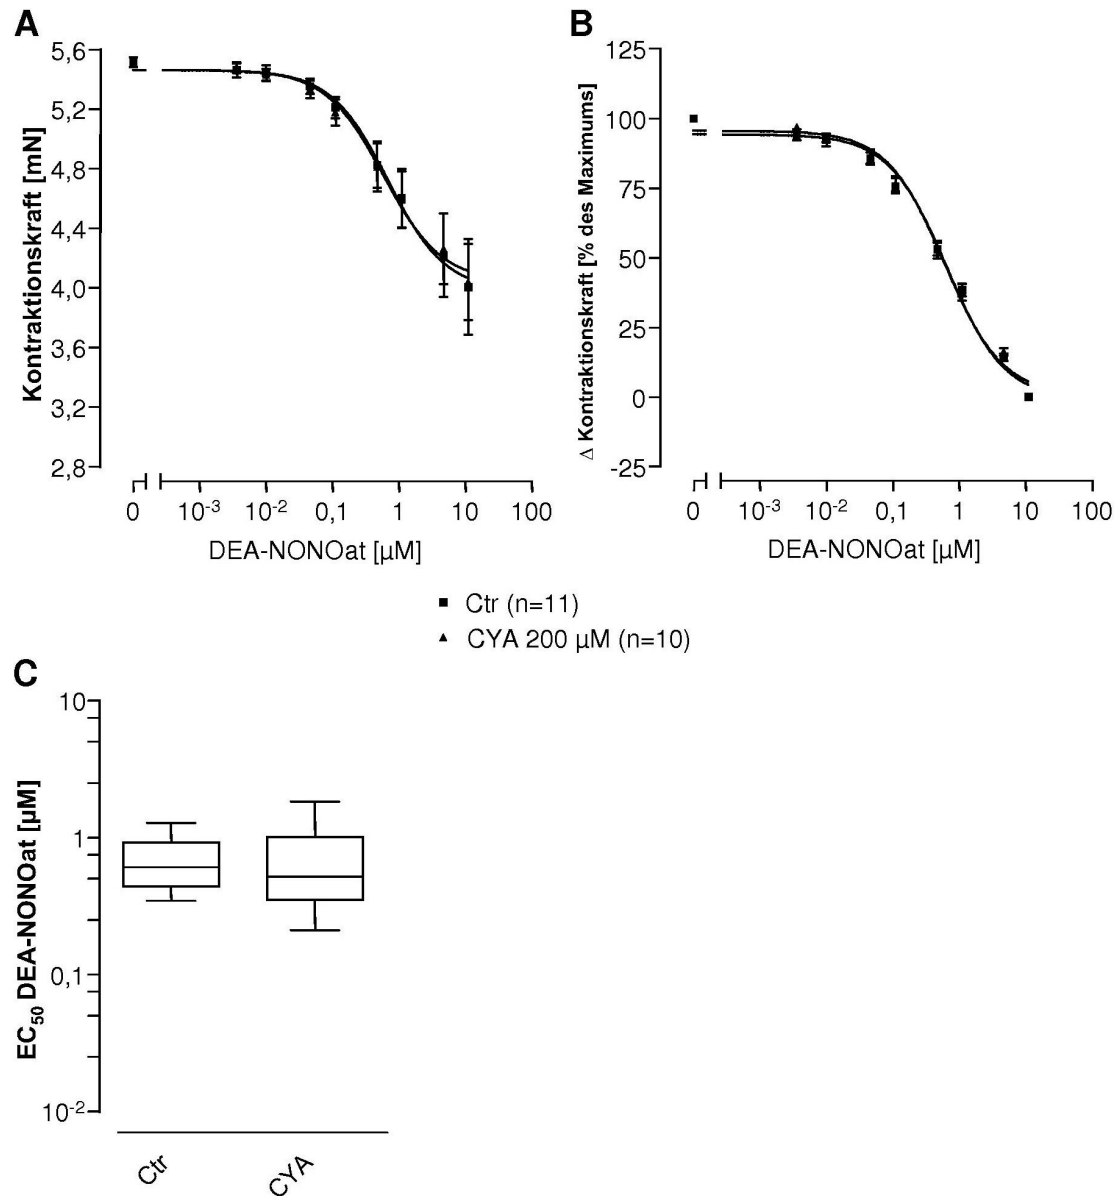 A
Kontraktionskraft [mN]
5,6
5,2
4,8
4,4
4,0
3,6
3,2
2,8
0 10-3 10-2 0,1 1 10 100
DEA-NONOat [µM]
B
Δ Kontraktionskraft [% des Maximums]
125
100
75
50
25
0
-25
0 10-3 10-2 0,1 1 10 100
DEA-NONOat [µM]
Ctr (n=11)
CYA 200 µM (n=10)
C
EC50 DEA-NONOat [µM]
10
1
0,1
10-2
Ctr
CYA